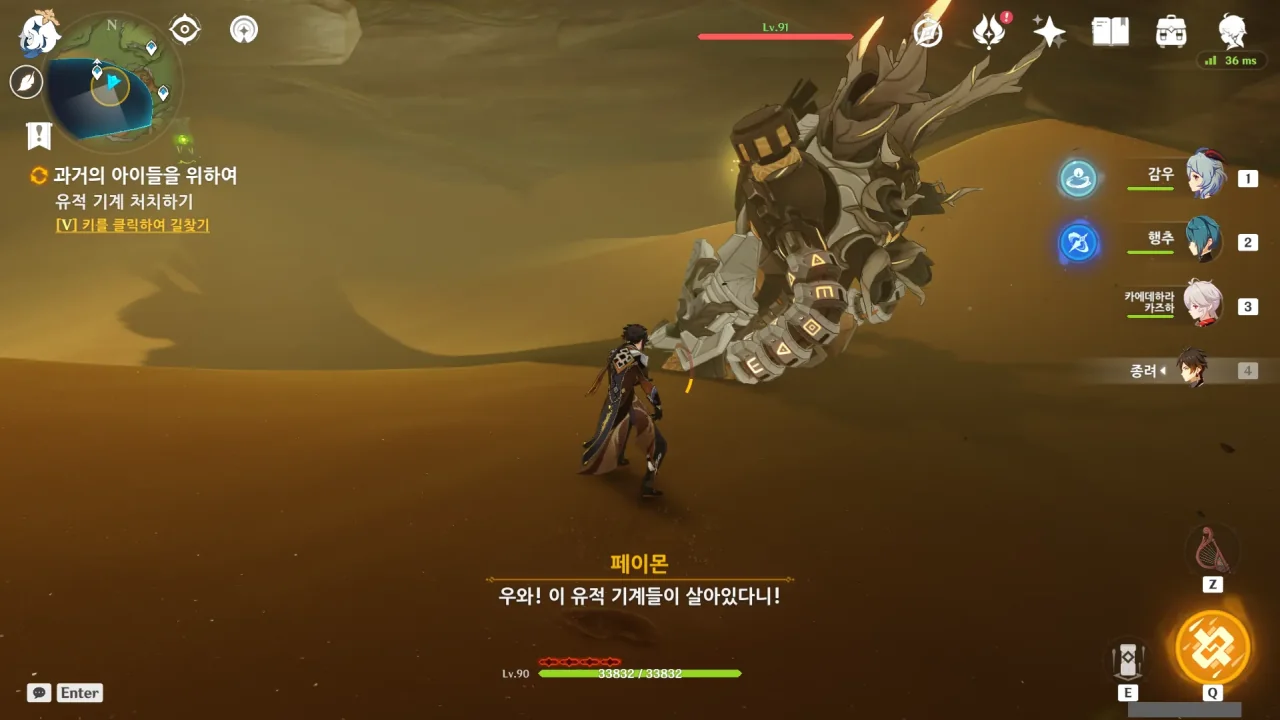 N
Lv.91
36 ms
과거의 아이들을 위하여
유적 기계 처치하기
[V] 키를 클릭하여 길찾기
감우
1
행추
2
카에데하라
카즈하
3
종려
4
페이몬
우와! 이 유적 기계들이 살아있다니!
Z
Lv.90
33832 / 33832
Enter
E
Q